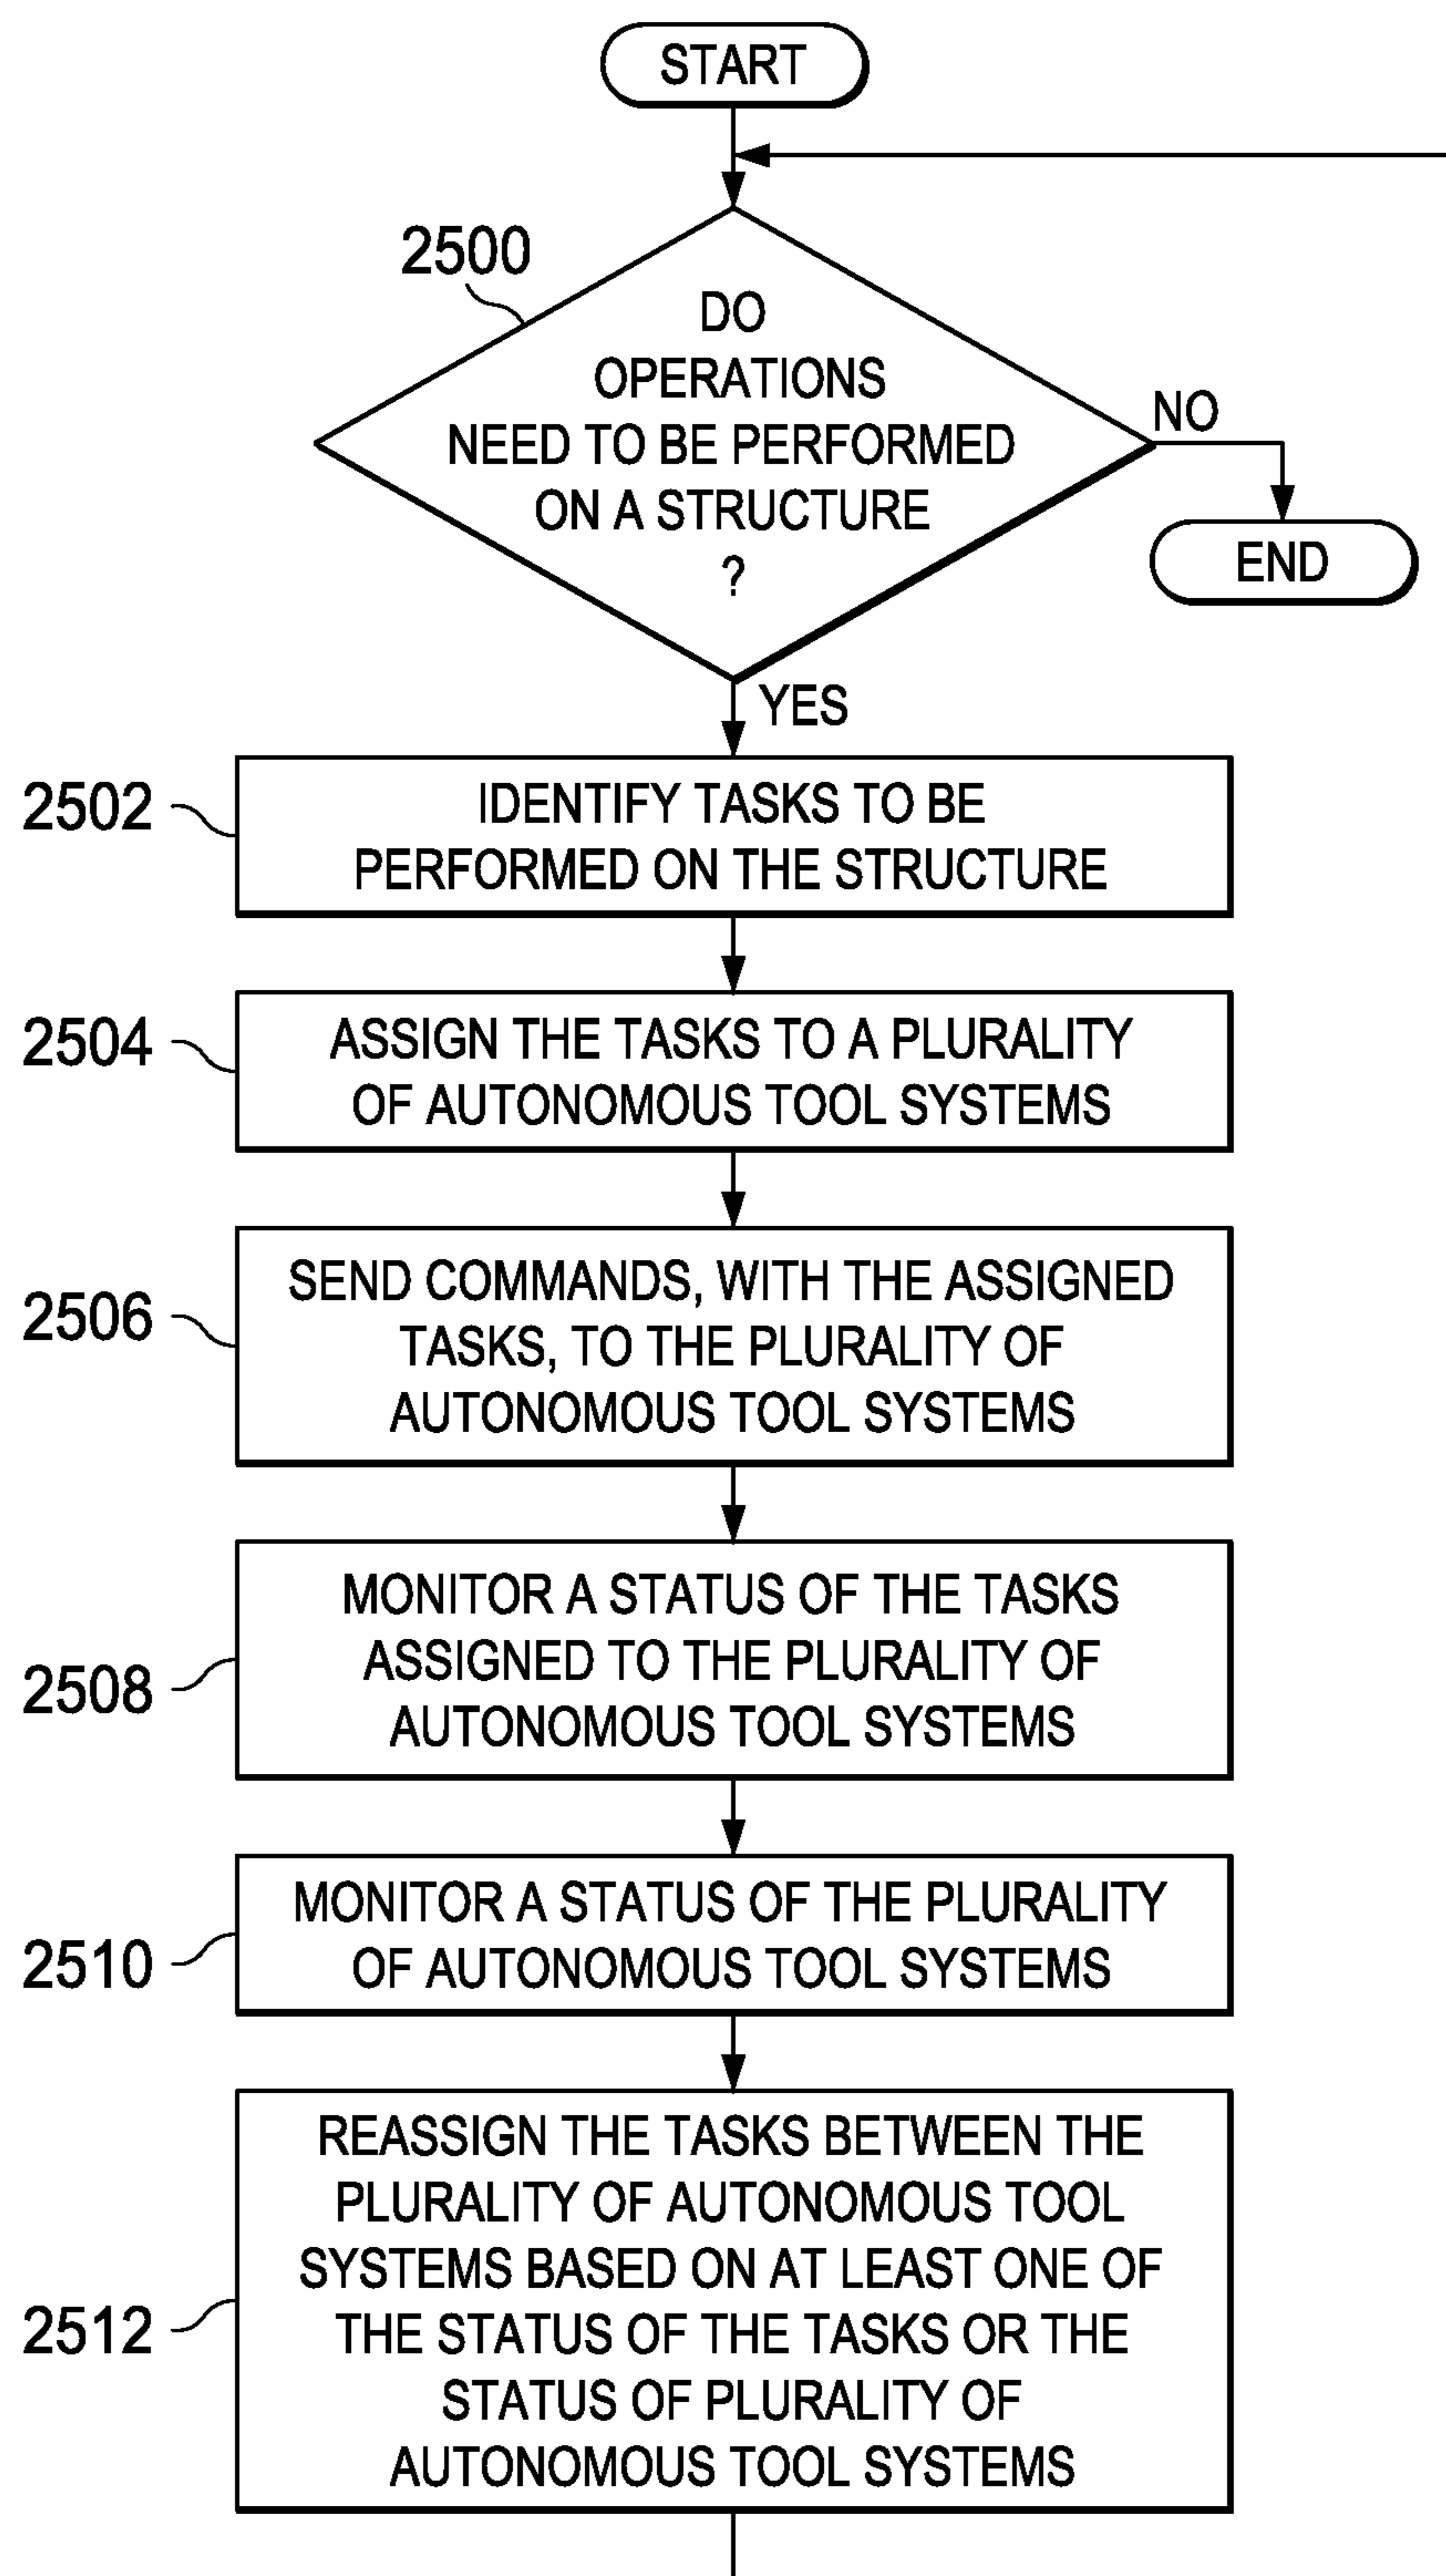 START
2500
DO
OPERATIONS
NEED TO BE PERFORMED
ON A STRUCTURE
?
NO
END
YES
2502
IDENTIFY TASKS TO BE
PERFORMED ON THE STRUCTURE
2504
ASSIGN THE TASKS TO A PLURALITY
OF AUTONOMOUS TOOL SYSTEMS
2506
SEND COMMANDS, WITH THE ASSIGNED
TASKS, TO THE PLURALITY OF
AUTONOMOUS TOOL SYSTEMS
2508
MONITOR A STATUS OF THE TASKS
ASSIGNED TO THE PLURALITY OF
AUTONOMOUS TOOL SYSTEMS
2510
MONITOR A STATUS OF THE PLURALITY
OF AUTONOMOUS TOOL SYSTEMS
2512
REASSIGN THE TASKS BETWEEN THE
PLURALITY OF AUTONOMOUS TOOL
SYSTEMS BASED ON AT LEAST ONE OF
THE STATUS OF THE TASKS OR THE
STATUS OF PLURALITY OF
AUTONOMOUS TOOL SYSTEMS